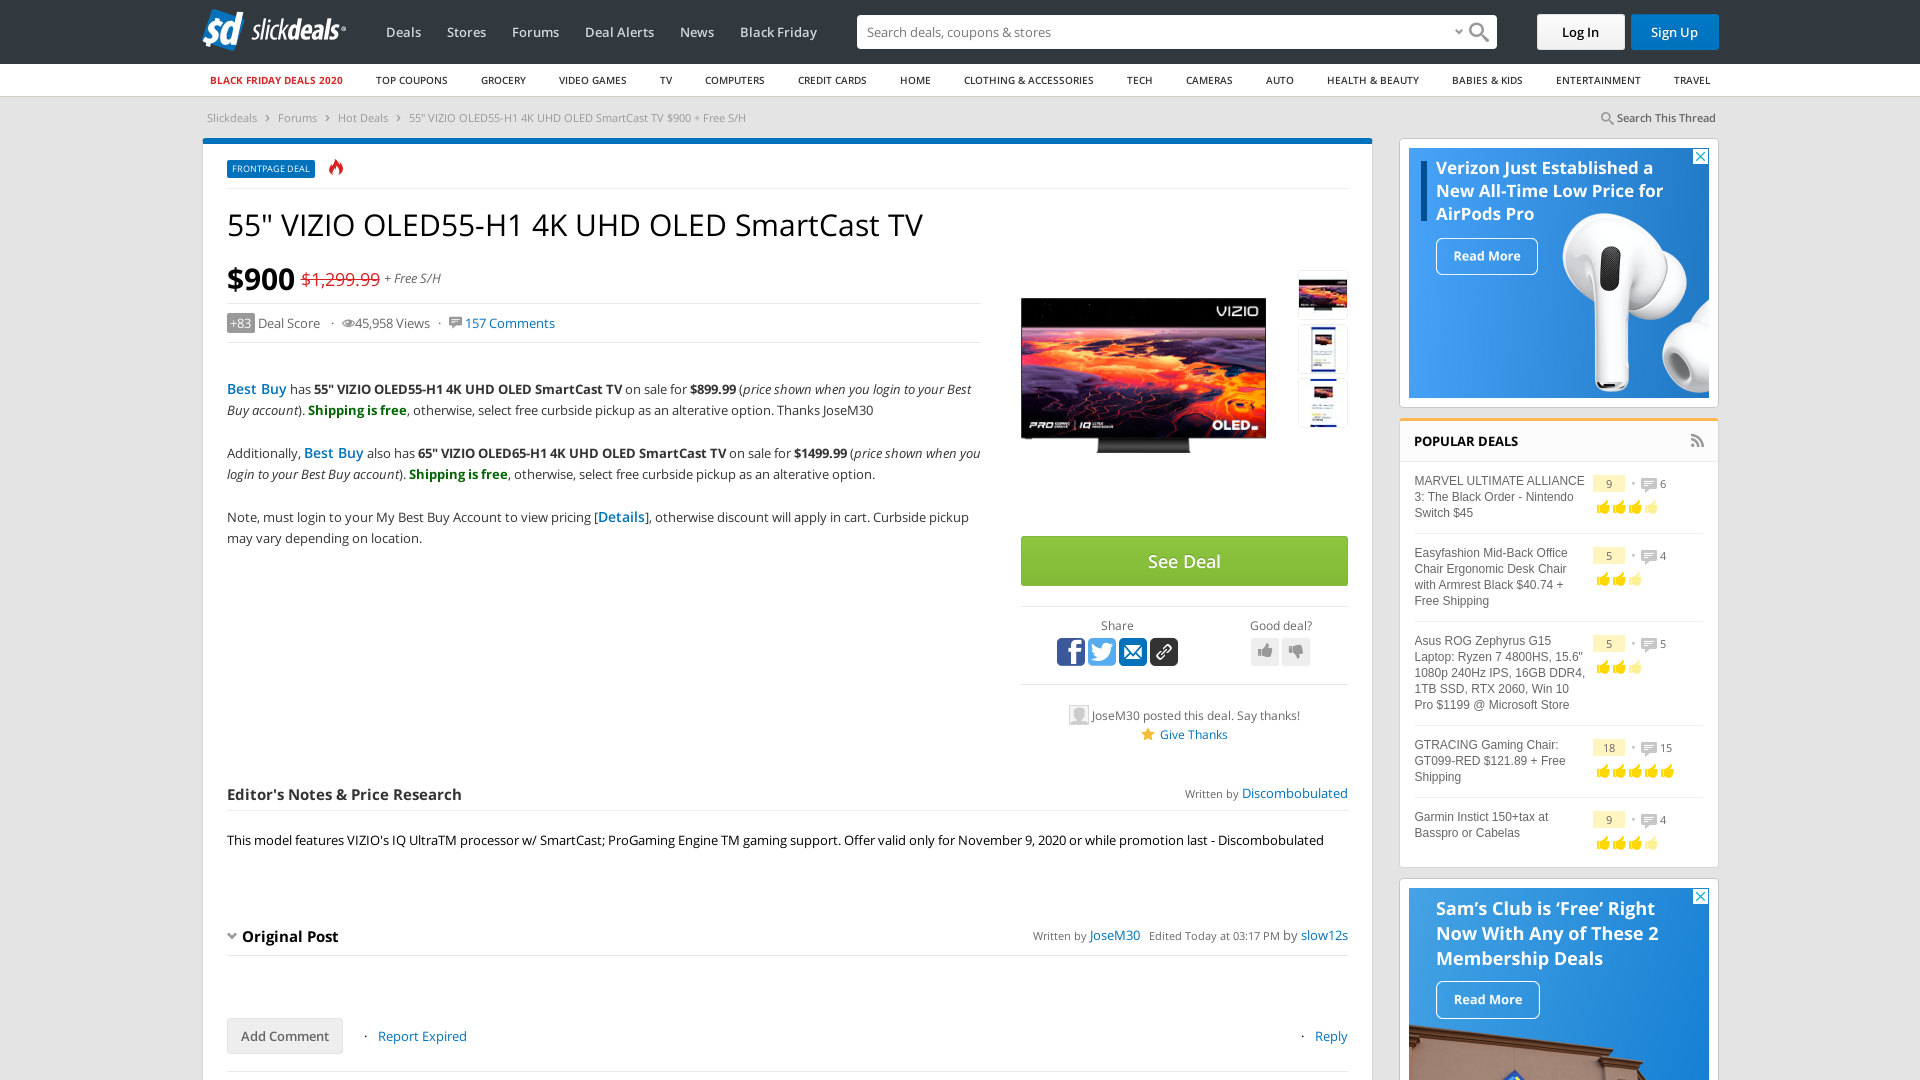 slickdeals
Deals
Stores
Forums
Deal Alerts
News
Black Friday
Search deals, coupons & stores
Log In
Sign Up
BLACK FRIDAY DEALS 2020
TOP COUPONS
GROCERY
VIDEO GAMES
TV
COMPUTERS
CREDIT CARDS
HOME
CLOTHING & ACCESSORIES
TECH
CAMERAS
AUTO
HEALTH & BEAUTY
BABIES & KIDS
ENTERTAINMENT
TRAVEL
Slickdeals > Forums > Hot Deals > 55" VIZIO OLED55-H1 4K UHD OLED SmartCast TV $900 + Free S/H
Search This Thread
FRONTPAGE DEAL
55" VIZIO OLED55-H1 4K UHD OLED SmartCast TV
$900 $1,299.99 + Free S/H
+83 Deal Score · 45,958 Views · 157 Comments
Best Buy has 55" VIZIO OLED55-H1 4K UHD OLED SmartCast TV on sale for $899.99 (price shown when you login to your Best
Buy account). Shipping is free, otherwise, select free curbside pickup as an alterative option. Thanks JoseM30
Additionally, Best Buy also has 65" VIZIO OLED65-H1 4K UHD OLED SmartCast TV on sale for $1499.99 (price shown when you
login to your Best Buy account). Shipping is free, otherwise, select free curbside pickup as an alterative option.
Note, must login to your My Best Buy Account to view pricing [Details], otherwise discount will apply in cart. Curbside pickup
may vary depending on location.
VIZIO
OLED
See Deal
Share
Good deal?
JoseM30 posted this deal. Say thanks!
Give Thanks
Editor's Notes & Price Research
Written by Discombobulated
This model features VIZIO's IQ UltraTM processor w/ SmartCast; ProGaming Engine TM gaming support. Offer valid only for November 9, 2020 or while promotion last - Discombobulated
Original Post
Written by JoseM30 Edited Today at 03:17 PM by slow12s
Add Comment · Report Expired
· Reply
Verizon Just Established a
New All-Time Low Price for
AirPods Pro
Read More
POPULAR DEALS
MARVEL ULTIMATE ALLIANCE
3: The Black Order - Nintendo
Switch $45
9 • 6
Easyfashion Mid-Back Office
Chair Ergonomic Desk Chair
with Armrest Black $40.74 +
Free Shipping
5 • 4
Asus ROG Zephyrus G15
Laptop: Ryzen 7 4800HS, 15.6"
1080p 240Hz IPS, 16GB DDR4,
1TB SSD, RTX 2060, Win 10
Pro $1199 @ Microsoft Store
5 • 5
GTRACING Gaming Chair:
GT099-RED $121.89 + Free
Shipping
18 • 15
Garmin Instict 150+tax at
Basspro or Cabelas
9 • 4
Sam's Club is 'Free' Right
Now With Any of These 2
Membership Deals
Read More